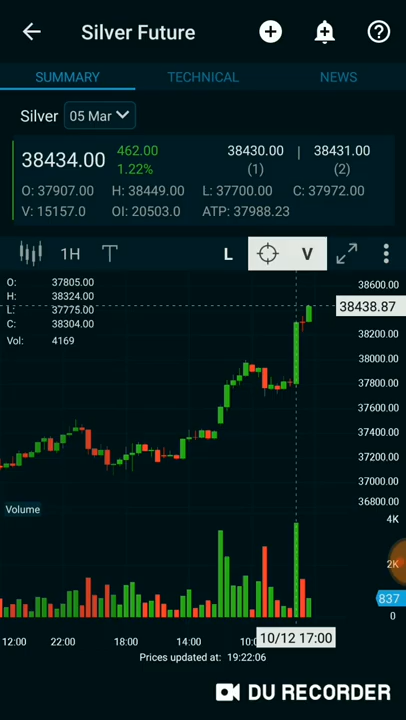 Silver Future
SUMMARY TECHNICAL NEWS
Silver 05 Mar
38434.00 462.00 1.22% 38430.00 (1) | 38431.00 (2)
O: 37907.00 H: 38449.00 L: 37700.00 C: 37972.00
V: 15157.0 OI: 20503.0 ATP: 37988.23
1H T L V
O: 37805.00
H: 38324.00
L: 37775.00
C: 38304.00
Vol: 4169
38600.00
38438.87
38200.00
38000.00
37800.00
37600.00
37400.00
37200.00
37000.00
36800.00
Volume
4K
2K
837
0
12:00 22:00 18:00 14:00 10:0 10/12 17:00
Prices updated at: 19:22:06
DU RECORDER